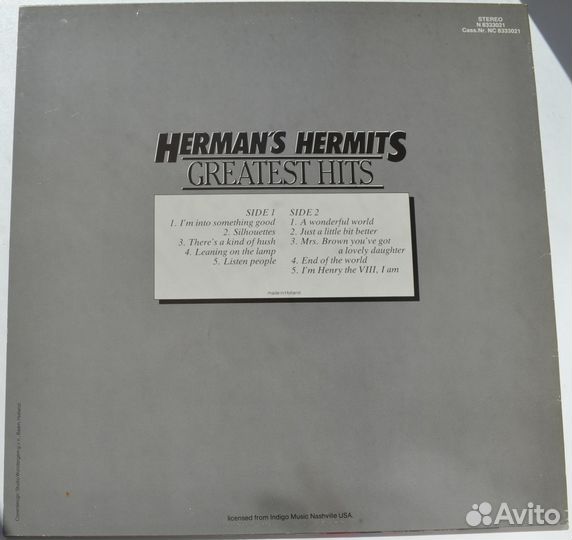 STEREO
N 8333021
Cass.Nr. NC 8333021
HERMAN'S HERMITS
GREATEST HITS
SIDE 1
1. I'm into something good
2. Silhouettes
3. There's a kind of hush
4. Leaning on the lamp
5. Listen people
SIDE 2
1. A wonderful world
2. Just a little bit better
3. Mrs. Brown you've got
a lovely daughter
4. End of the world
5. I'm Henry the VIII, I am
made in Holland
licensed from Indigo Music Nashville USA.
Avito